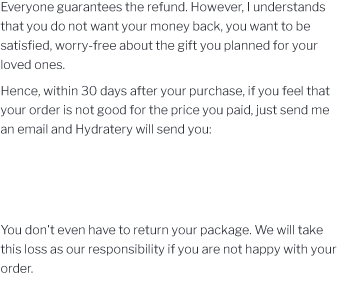 Everyone guarantees the refund. However, I understands
that you do not want your money back, you want to be
satisfied, worry-free about the gift you planned for your
loved ones.
Hence, within 30 days after your purchase, if you feel that
your order is not good for the price you paid, just send me
an email and Hydratery will send you:
You don't even have to return your package. We will take
this loss as our responsibility if you are not happy with your
order.